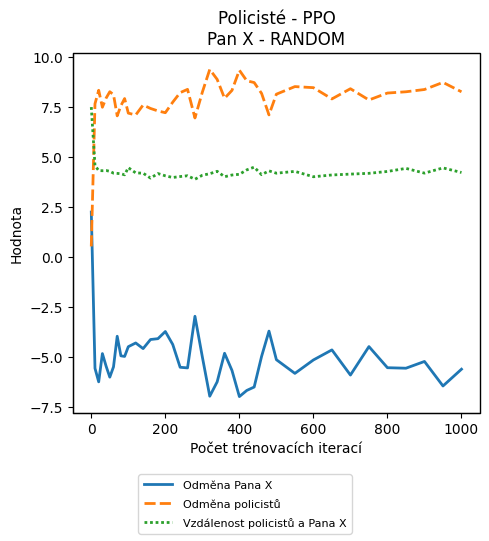 Policisté - PPO
Pan X - RANDOM
10.0
7.5
5.0
2.5
0.0
−2.5
−5.0
−7.5
Hodnota
0
200
400
600
800
1000
Počet trénovacích iterací
Odměna Pana X
Odměna policistů
Vzdálenost policistů a Pana X